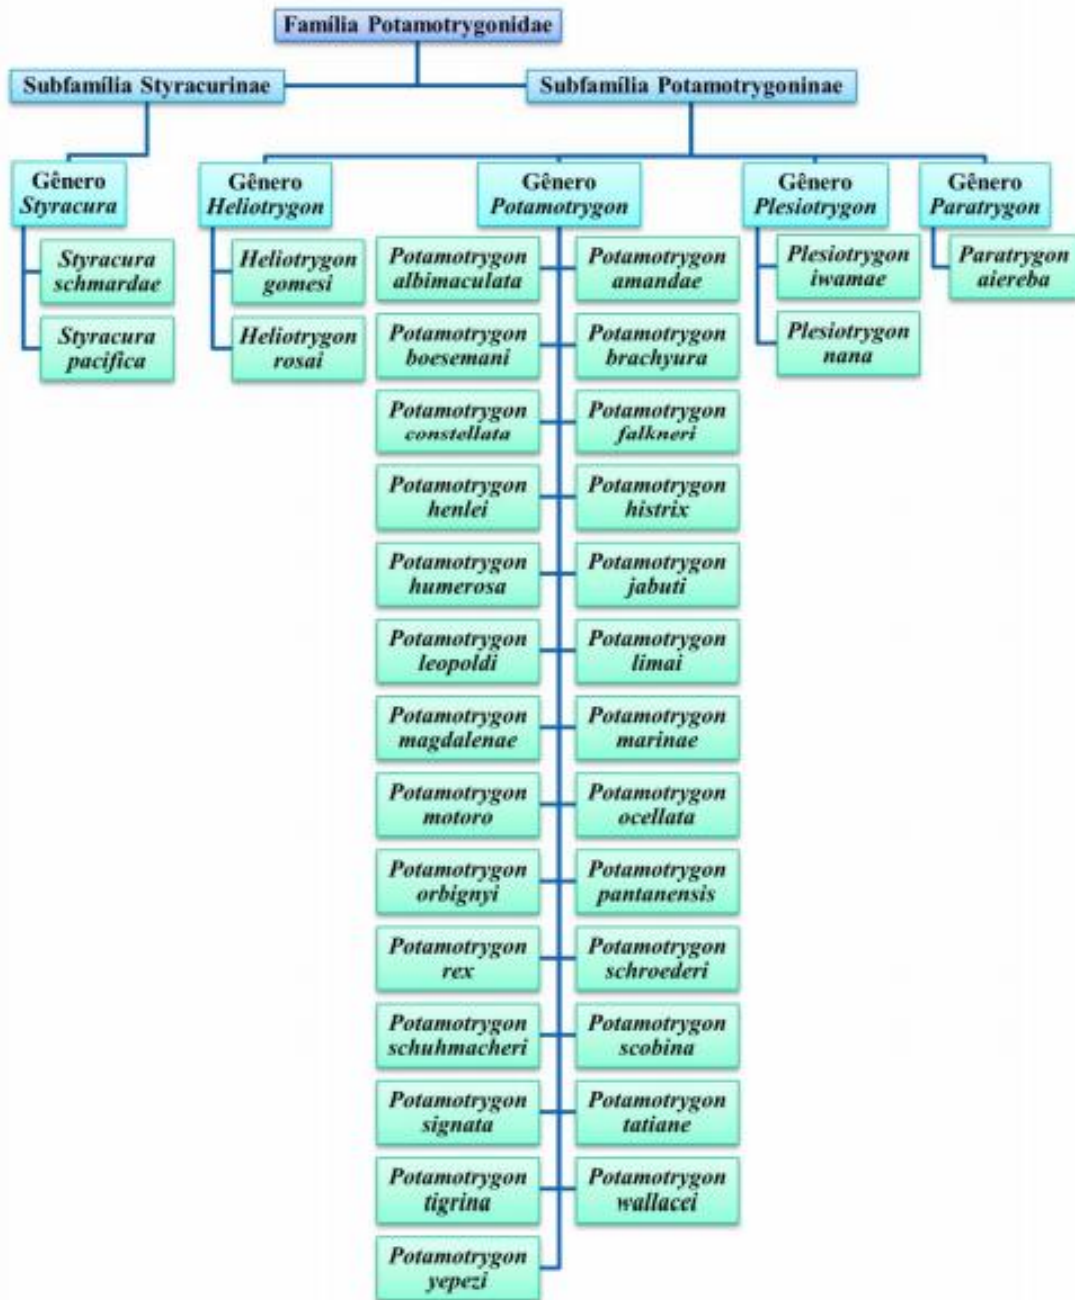 Família Potamotrygonidae
Subfamília Styracurinae
Subfamília Potamotrygoninae
Gênero
Styracura
Gênero
Heliotrygon
Gênero
Potamotrygon
Gênero
Plesiotrygon
Gênero
Paratrygon
Styracura
schmardae
Styracura
pacifica
Heliotrygon
gomesi
Heliotrygon
rosai
Potamotrygon
albimaculata
Potamotrygon
amandae
Potamotrygon
boesemani
Potamotrygon
brachyura
Potamotrygon
constellata
Potamotrygon
falkneri
Potamotrygon
henlei
Potamotrygon
histrix
Potamotrygon
humerosa
Potamotrygon
jabuti
Potamotrygon
leopoldi
Potamotrygon
limai
Potamotrygon
magdalenae
Potamotrygon
marinae
Potamotrygon
motoro
Potamotrygon
ocellata
Potamotrygon
orbignyi
Potamotrygon
pantanensis
Potamotrygon
rex
Potamotrygon
schroederi
Potamotrygon
schuhmacheri
Potamotrygon
scobina
Potamotrygon
signata
Potamotrygon
tatiane
Potamotrygon
tigrina
Potamotrygon
wallacei
Potamotrygon
yepezi
Plesiotrygon
iwamae
Plesiotrygon
nana
Paratrygon
aiereba